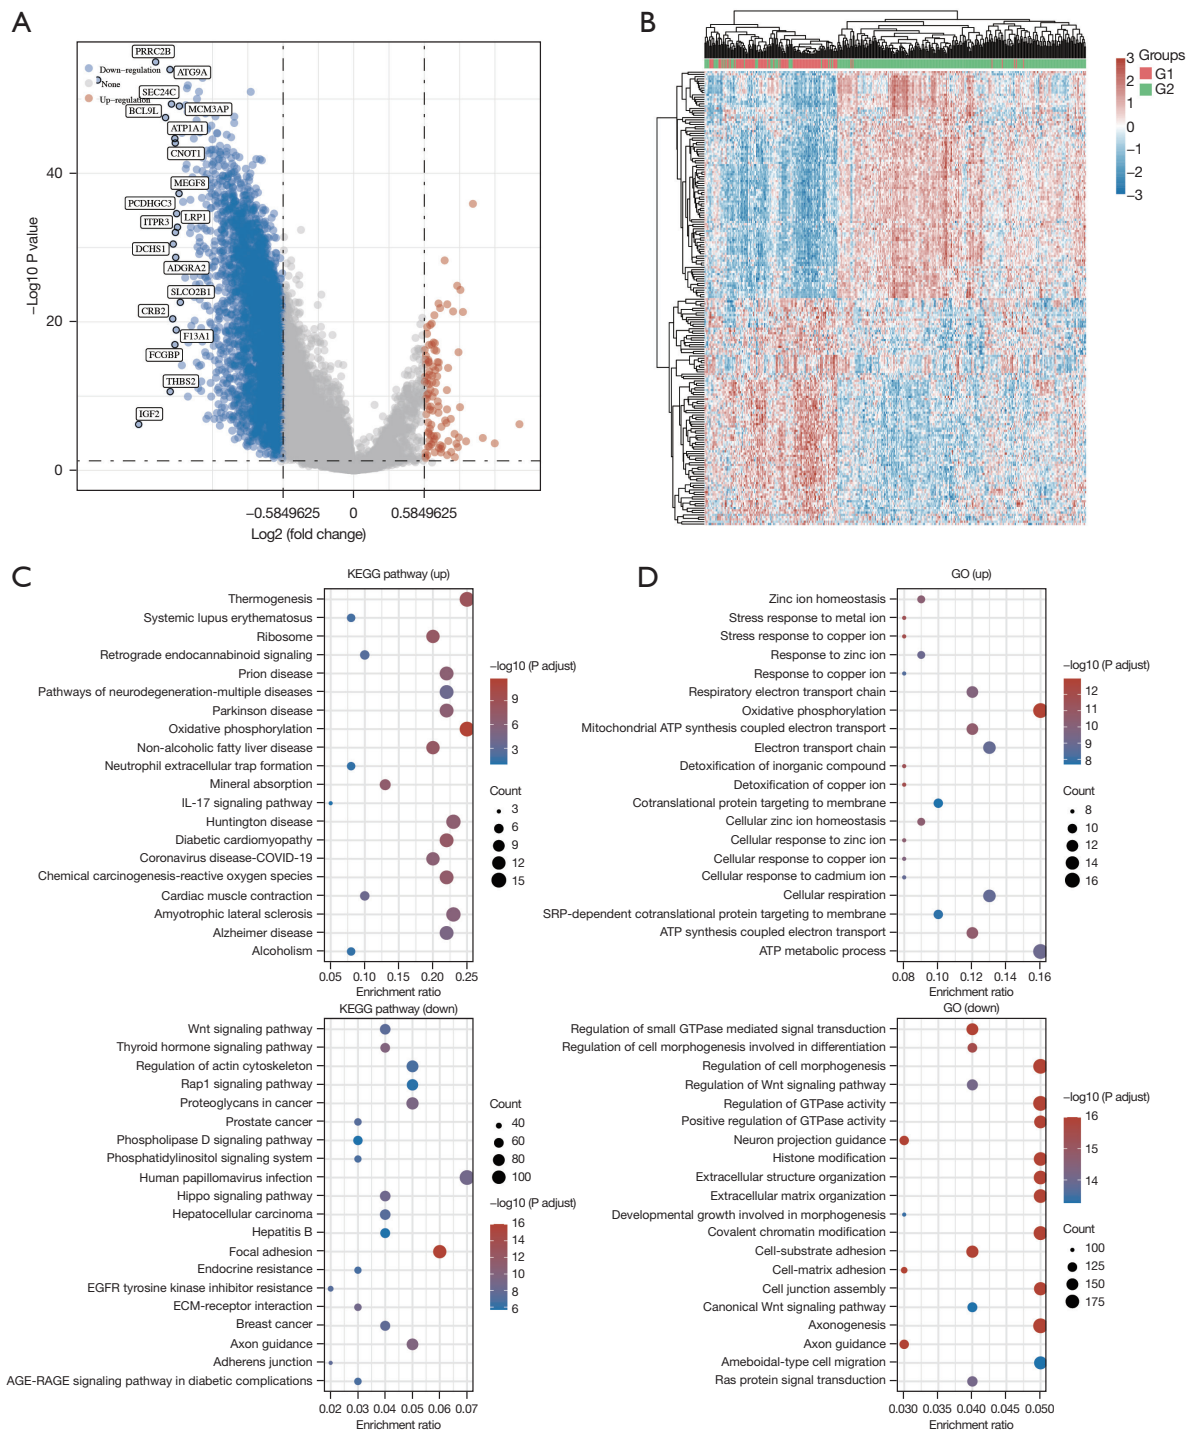 A
PRRC2B
Down-regulation
ATG9A
None
SEC24C
Up-regulation
MCM3AP
BCL9L
ATP1A1
CNOT1
MEGF8
PCDHGC3
LRP1
ITPR3
DCHS1
ADGRA2
SLCO2B1
CRB2
F13A1
FCGBP
THBS2
IGF2
40
20
0
−Log10 P value
−0.5849625 0 0.5849625
Log2 (fold change)
B
3
2
1
0
−1
−2
−3
Groups
G1
G2
C
KEGG pathway (up)
Thermogenesis
Systemic lupus erythematosus
Ribosome
Retrograde endocannabinoid signaling
Prion disease
Pathways of neurodegeneration-multiple diseases
Parkinson disease
Oxidative phosphorylation
Non-alcoholic fatty liver disease
Neutrophil extracellular trap formation
Mineral absorption
IL-17 signaling pathway
Huntington disease
Diabetic cardiomyopathy
Coronavirus disease-COVID-19
Chemical carcinogenesis-reactive oxygen species
Cardiac muscle contraction
Amyotrophic lateral sclerosis
Alzheimer disease
Alcoholism
0.05 0.10 0.15 0.20 0.25
Enrichment ratio
−log10 (P adjust)
9
6
3
Count
3
6
9
12
15
KEGG pathway (down)
Wnt signaling pathway
Thyroid hormone signaling pathway
Regulation of actin cytoskeleton
Rap1 signaling pathway
Proteoglycans in cancer
Prostate cancer
Phospholipase D signaling pathway
Phosphatidylinositol signaling system
Human papillomavirus infection
Hippo signaling pathway
Hepatocellular carcinoma
Hepatitis B
Focal adhesion
Endocrine resistance
EGFR tyrosine kinase inhibitor resistance
ECM-receptor interaction
Breast cancer
Axon guidance
Adherens junction
AGE-RAGE signaling pathway in diabetic complications
0.02 0.03 0.04 0.05 0.06 0.07
Enrichment ratio
Count
40
60
80
100
−log10 (P adjust)
16
14
12
10
8
6
D
GO (up)
Zinc ion homeostasis
Stress response to metal ion
Stress response to copper ion
Response to zinc ion
Response to copper ion
Respiratory electron transport chain
Oxidative phosphorylation
Mitochondrial ATP synthesis coupled electron transport
Electron transport chain
Detoxification of inorganic compound
Detoxification of copper ion
Cotranslational protein targeting to membrane
Cellular zinc ion homeostasis
Cellular response to zinc ion
Cellular response to copper ion
Cellular response to cadmium ion
Cellular respiration
SRP-dependent cotranslational protein targeting to membrane
ATP synthesis coupled electron transport
ATP metabolic process
0.08 0.10 0.12 0.14 0.16
Enrichment ratio
−log10 (P adjust)
12
11
10
9
8
Count
8
10
12
14
16
GO (down)
Regulation of small GTPase mediated signal transduction
Regulation of cell morphogenesis involved in differentiation
Regulation of cell morphogenesis
Regulation of Wnt signaling pathway
Regulation of GTPase activity
Positive regulation of GTPase activity
Neuron projection guidance
Histone modification
Extracellular structure organization
Extracellular matrix organization
Developmental growth involved in morphogenesis
Covalent chromatin modification
Cell-substrate adhesion
Cell-matrix adhesion
Cell junction assembly
Canonical Wnt signaling pathway
Axonogenesis
Axon guidance
Ameboidal-type cell migration
Ras protein signal transduction
0.030 0.035 0.040 0.045 0.050
Enrichment ratio
−log10 (P adjust)
16
15
14
Count
100
125
150
175